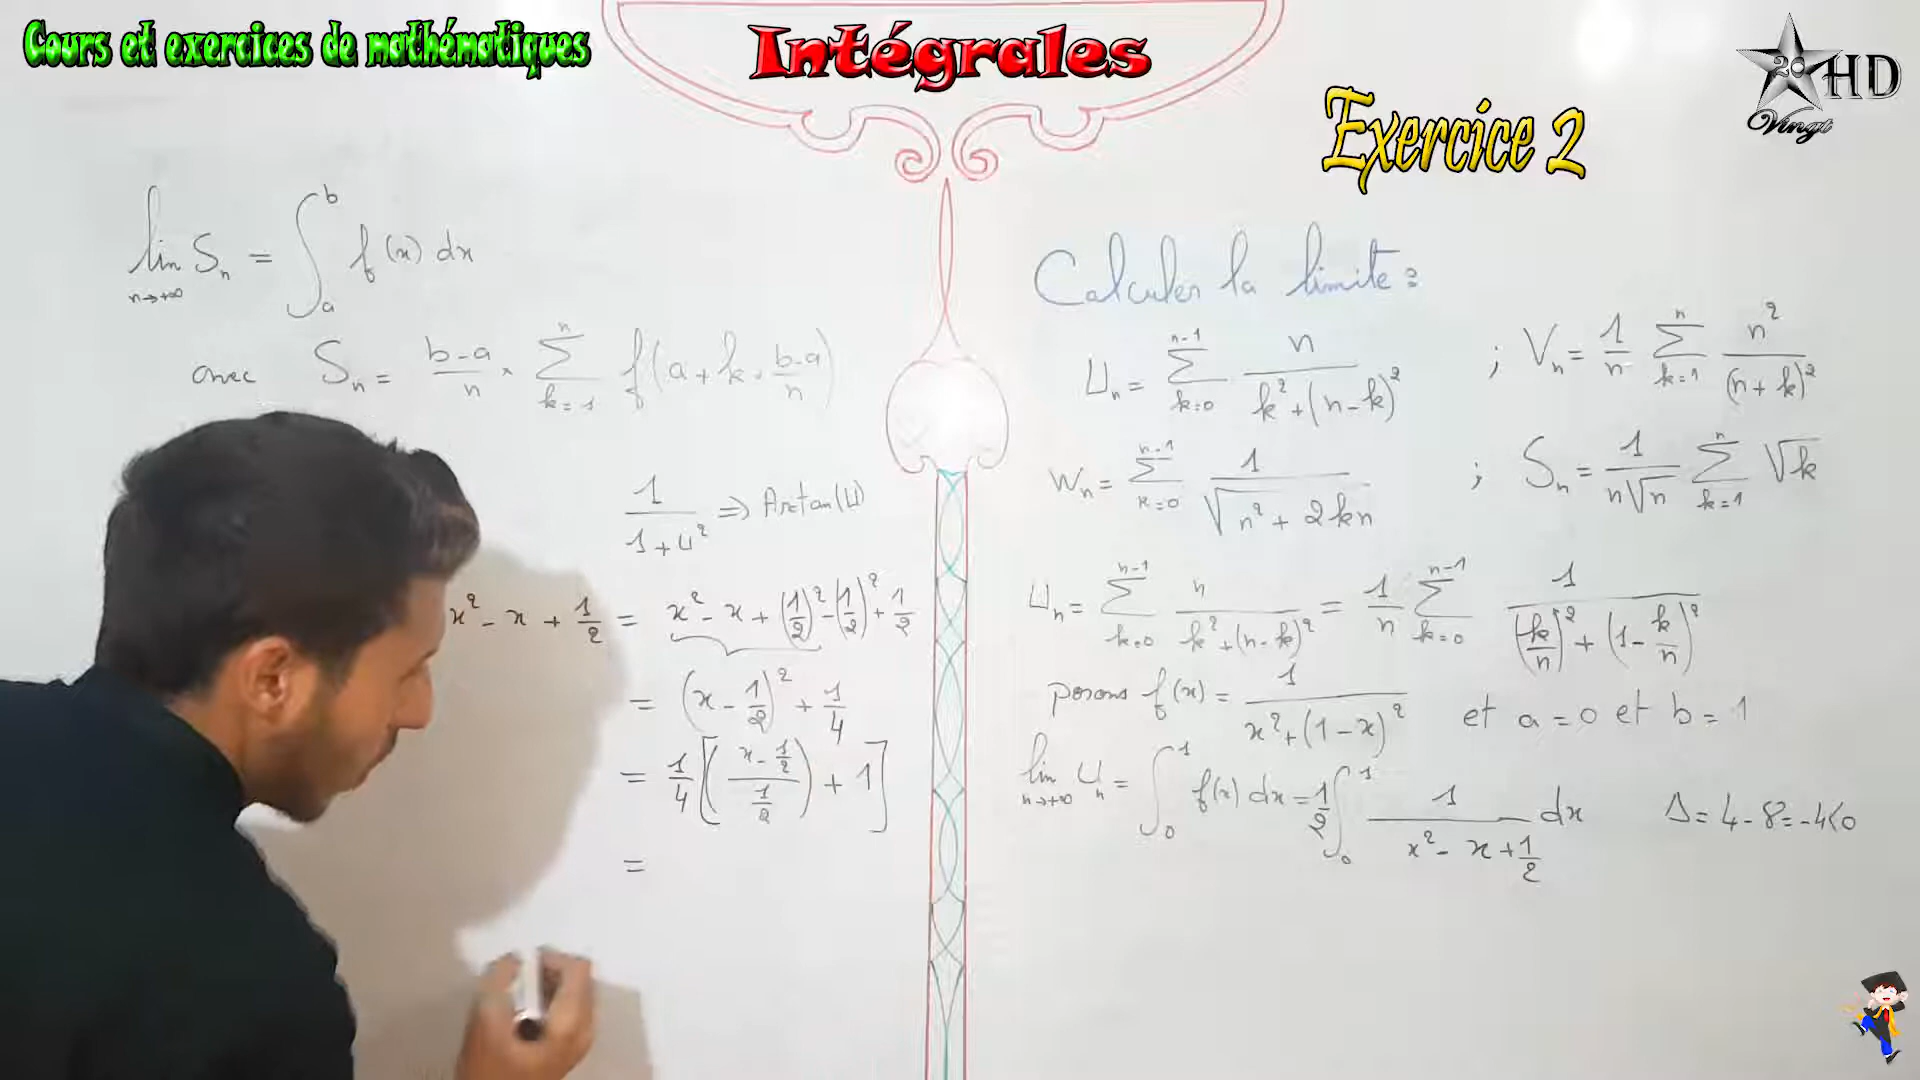 Cours et exercices de mathématiques
Intégrales
20 HD
Vingt
Exercice 2
lim_{n→+∞} S_n = ∫_a^b f(x) dx
avec S_n = (b-a)/n × Σ_{k=1}^{n} f(a + k × (b-a)/n)
1/(1+U²) ⇒ Arctan(U)
x² - x + 1/2 = x² - x + (1/2)² - (1/2)² + 1/2
= (x - 1/2)² + 1/4
= 1/4 [((x - 1/2)/(1/2)) + 1]
=
Calculer la limite :
U_n = Σ_{k=0}^{n-1} n/(k² + (n-k)²) ; V_n = 1/n Σ_{k=1}^{n} n²/(n+k)²
W_n = Σ_{k=0}^{n-1} 1/√(n² + 2kn) ; S_n = 1/(n√n) Σ_{k=1}^{n} √k
U_n = Σ_{k=0}^{n-1} n/(k² + (n-k)²) = 1/n Σ_{k=0}^{n-1} 1/((k/n)² + (1 - k/n)²)
posons f(x) = 1/(x² + (1-x)²) et a = 0 et b = 1
lim_{n→+∞} U_n = ∫_0^1 f(x) dx = 1/2 ∫_0^1 1/(x² - x + 1/2) dx Δ = 4 - 8 = -4 < 0